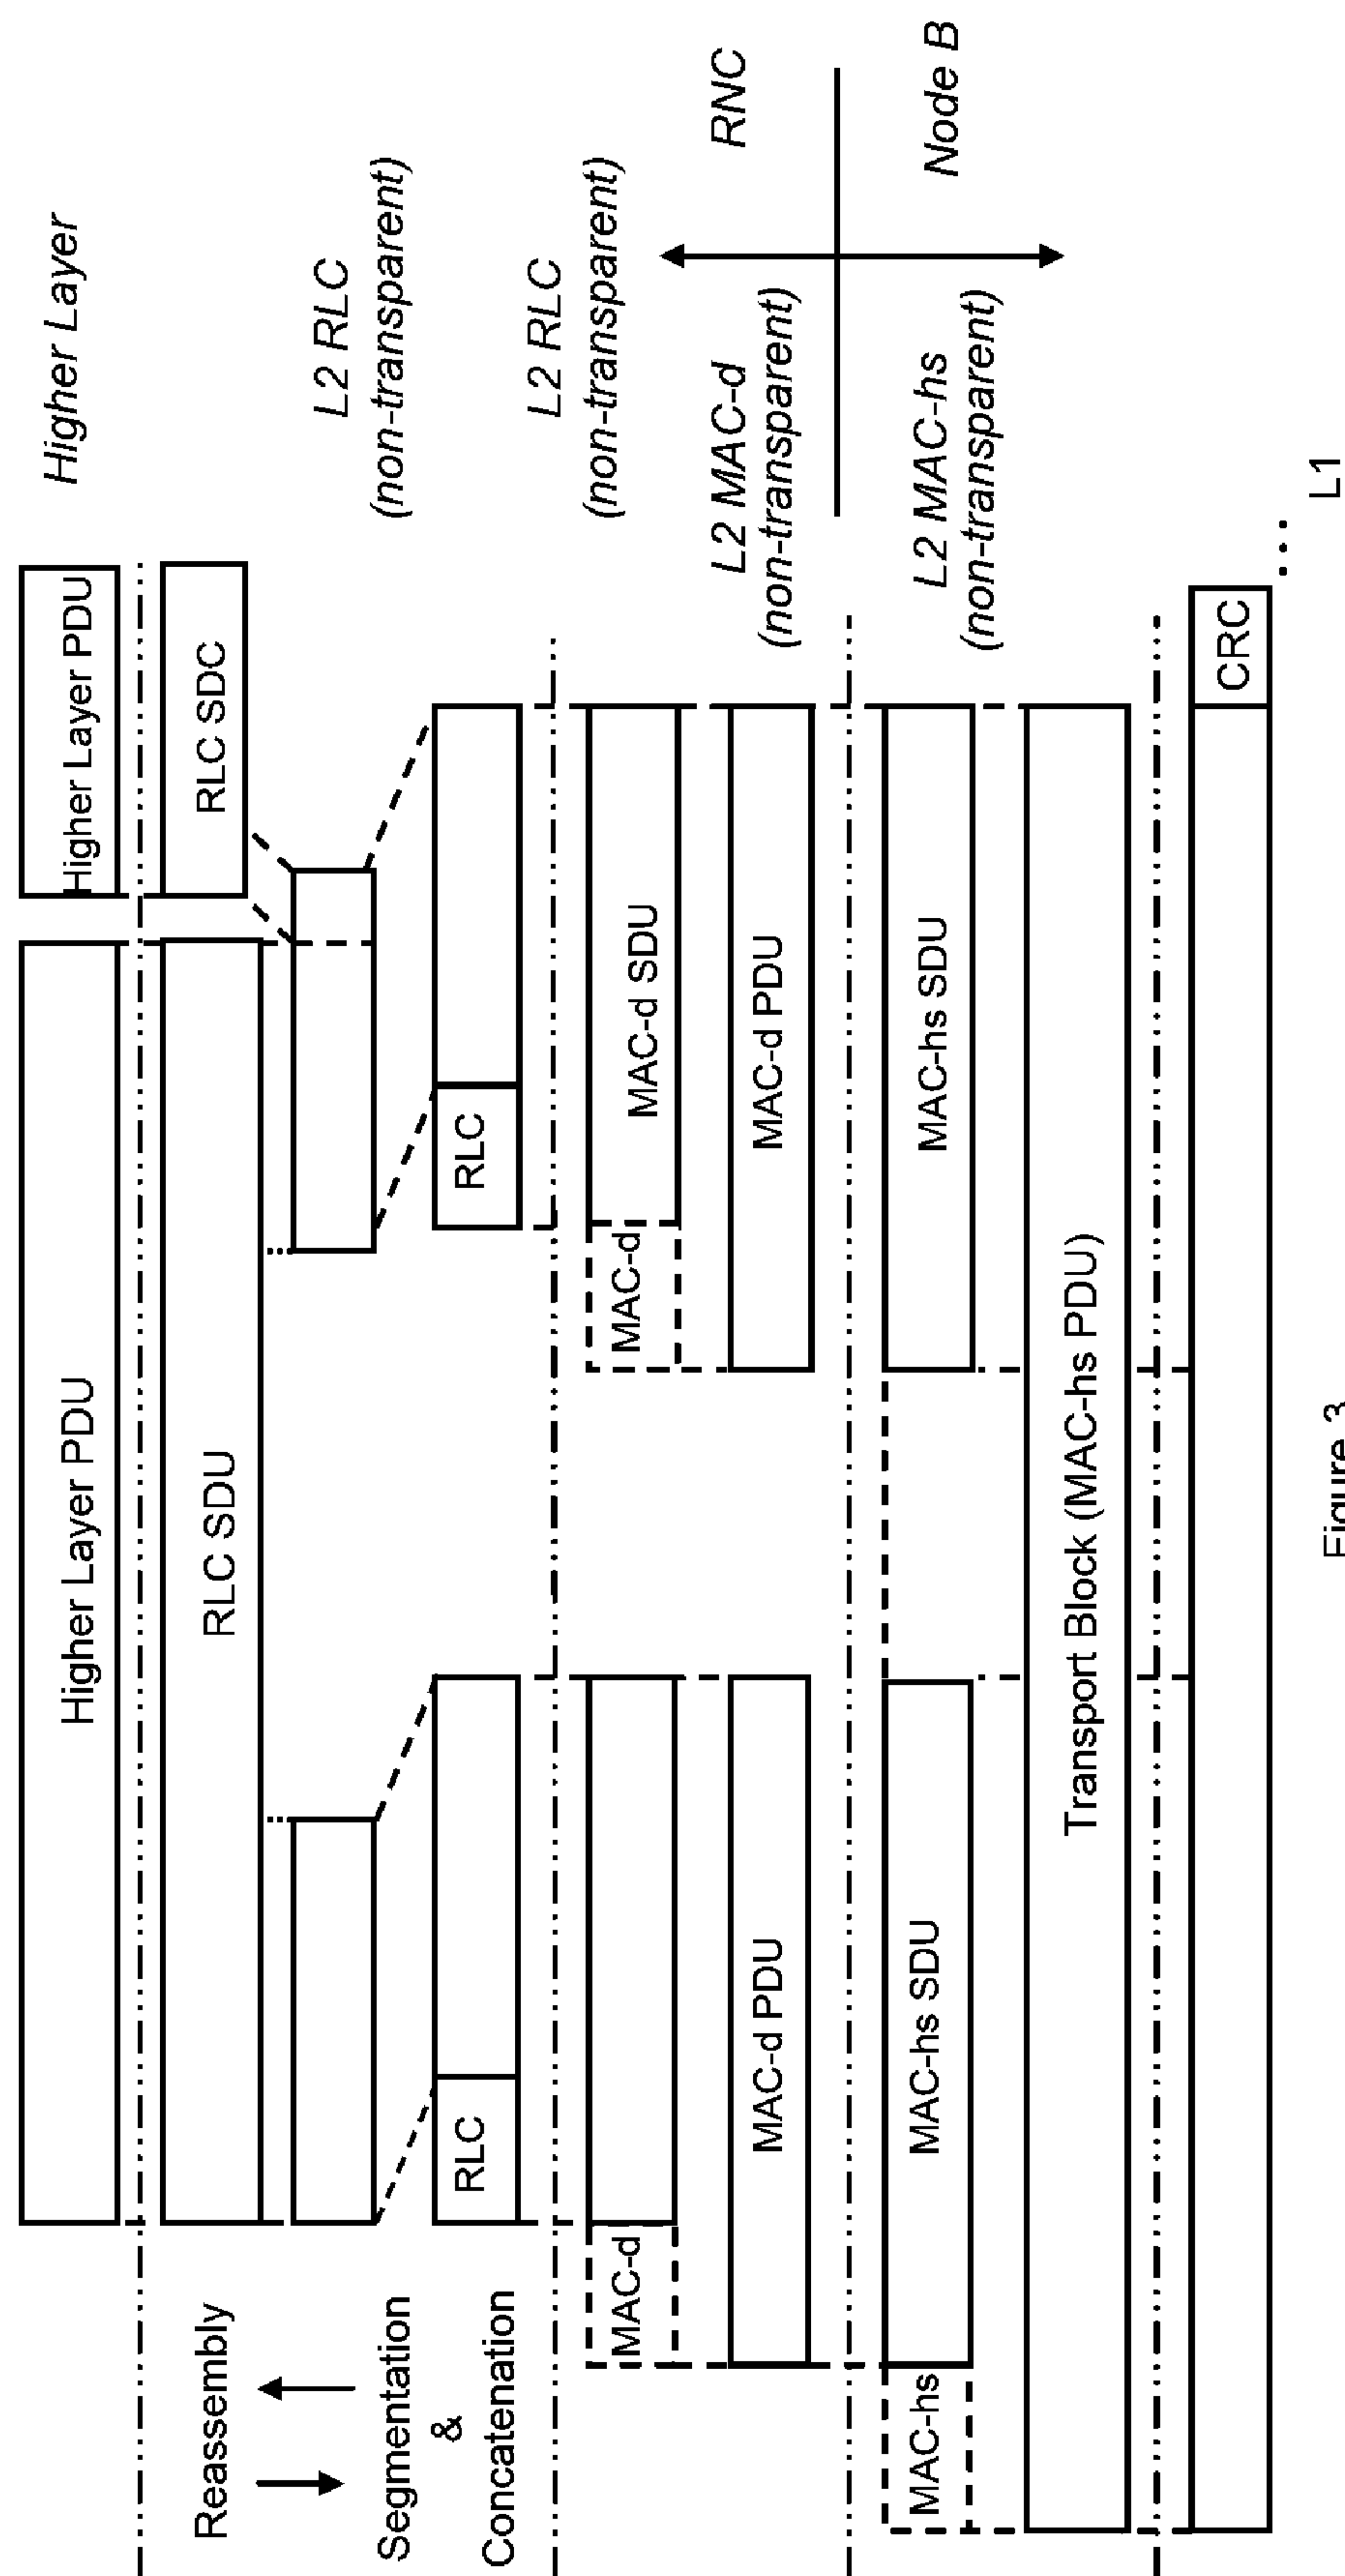 Higher Layer PDU
Higher Layer PDU
Higher Layer
Reassembly
RLC SDU
RLC SDC
L2 RLC
(non-transparent)
Segmentation
&
Concatenation
RLC
RLC
L2 RLC
(non-transparent)
MAC-d
MAC-d
MAC-d SDU
MAC-d PDU
MAC-d PDU
L2 MAC-d
(non-transparent)
RNC
MAC-hs
MAC-hs SDU
MAC-hs SDU
L2 MAC-hs
(non-transparent)
Node B
Transport Block (MAC-hs PDU)
CRC
...
L1
Figure 3